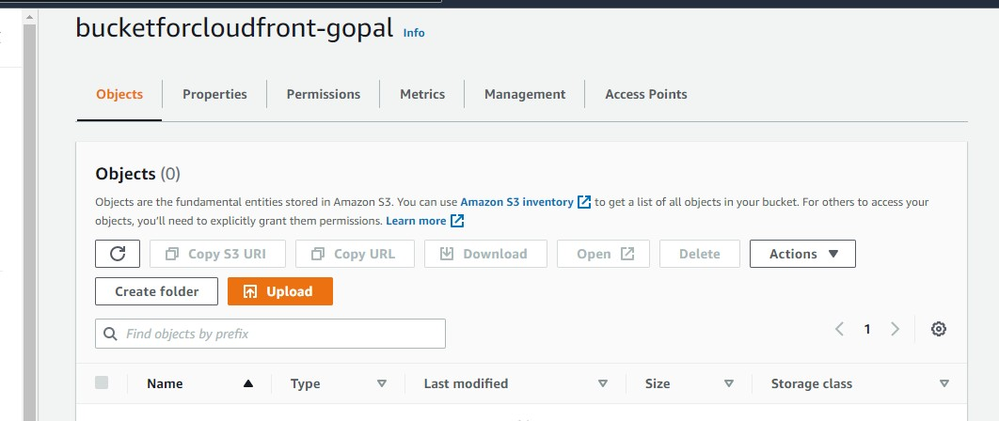 bucketforcloudfront-gopal Info
Objects Properties Permissions Metrics Management Access Points
Objects (0)
Objects are the fundamental entities stored in Amazon S3. You can use Amazon S3 inventory to get a list of all objects in your bucket. For others to access your
objects, you'll need to explicitly grant them permissions. Learn more
Copy S3 URI Copy URL Download Open Delete Actions
Create folder Upload
Find objects by prefix 1
Name Type Last modified Size Storage class